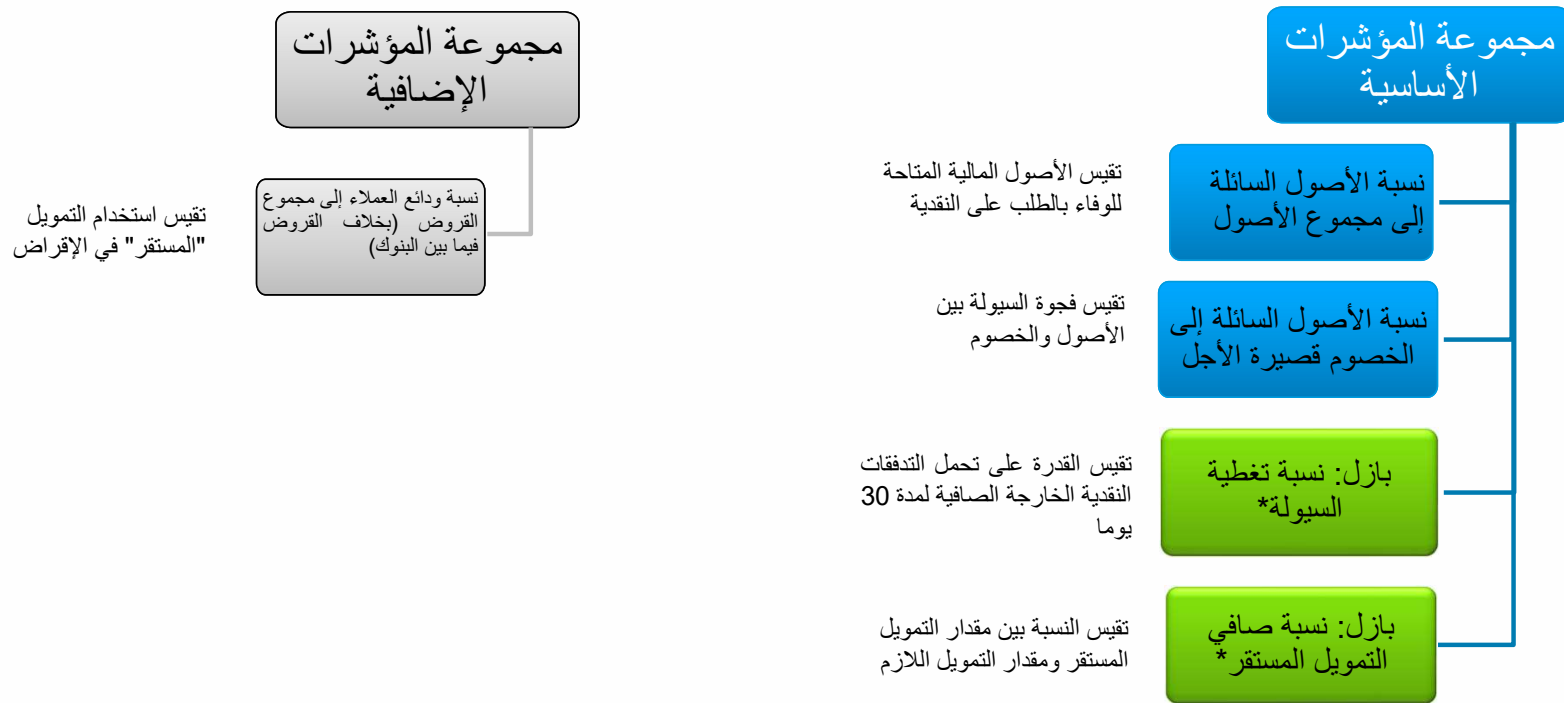 مجموعة المؤشرات
الأساسية
نسبة الأصول السائلة
إلى مجموع الأصول
تقيس الأصول المالية المتاحة
للوفاء بالطلب على النقدية
نسبة الأصول السائلة إلى
الخصوم قصيرة الأجل
تقيس فجوة السيولة بين
الأصول والخصوم
بازل: نسبة تغطية
السيولة*
تقيس القدرة على تحمل التدفقات
النقدية الخارجة الصافية لمدة 30
يوما
بازل: نسبة صافي
التمويل المستقر*
تقيس النسبة بين مقدار التمويل
المستقر ومقدار التمويل اللازم
مجموعة المؤشرات
الإضافية
نسبة ودائع العملاء إلى مجموع
القروض (بخلاف القروض
فيما بين البنوك)
تقيس استخدام التمويل
"المستقر" في الإقراض